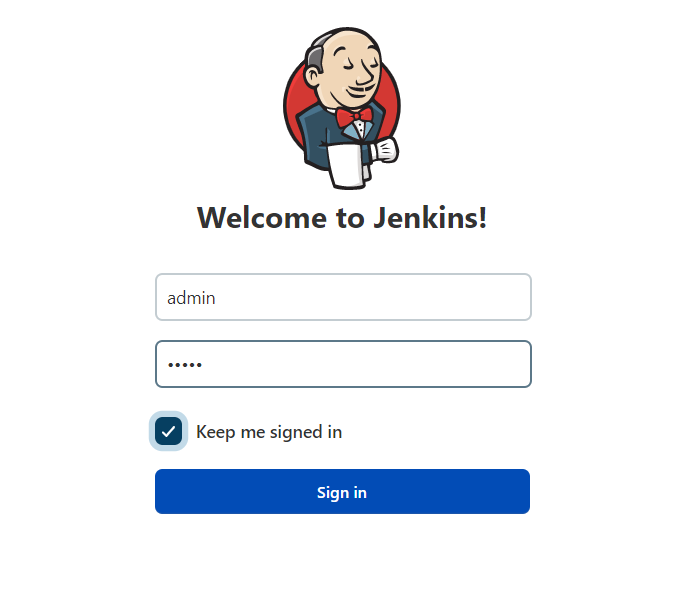 Welcome to Jenkins!
admin
•••••
Keep me signed in
Sign in